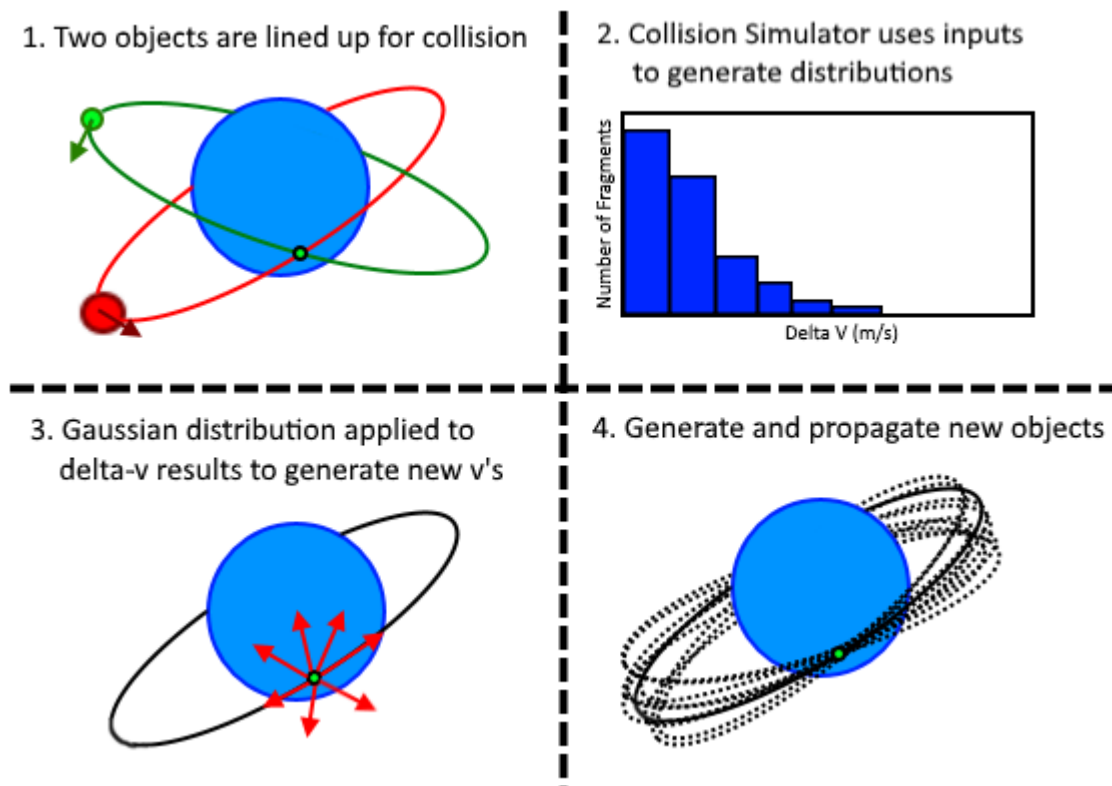 1. Two objects are lined up for collision
2. Collision Simulator uses inputs
to generate distributions
Number of Fragments
Delta V (m/s)
3. Gaussian distribution applied to
delta-v results to generate new v's
4. Generate and propagate new objects